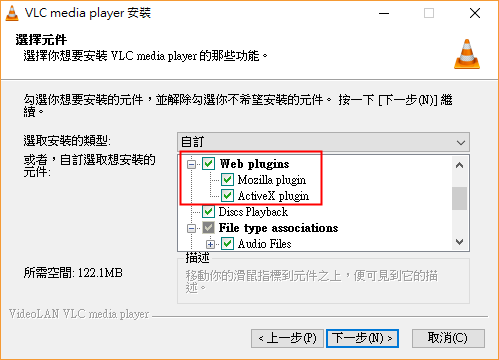 VLC media player 安裝
選擇元件
選擇你想要安裝 VLC media player 的那些功能。
勾選你想要安裝的元件，並解除勾選你不希望安裝的元件。 按一下 [下一步(N)] 繼
續。
選取安裝的類型:
自訂
或者，自訂選取想安裝的
元件:
Web plugins
Mozilla plugin
ActiveX plugin
Discs Playback
File type associations
Audio Files
所需空間: 122.1MB
描述
移動你的滑鼠指標到元件之上，便可見到它的描
述。
VideoLAN VLC media player
< 上一步(P)
下一步(N) >
取消(C)